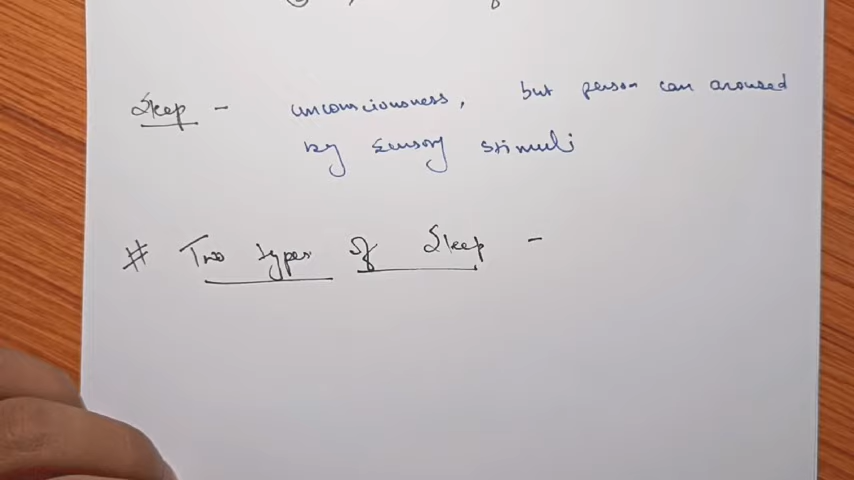 Sleep - unconsciousness, but person can aroused
by sensory stimuli
# Two types of Sleep -